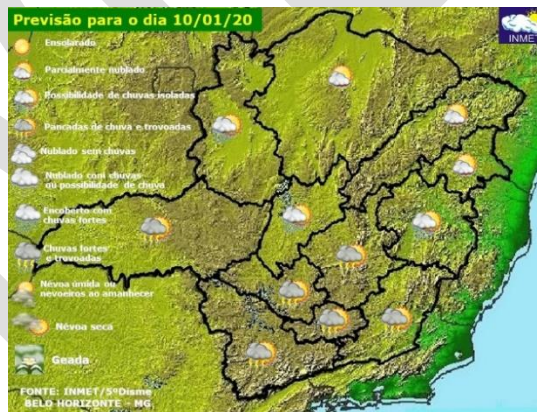 Previsão para o dia 10/01/20
INMET
Ensolarado
Parcialmente nublado
Possibilidade de chuvas isoladas
Pancadas de chuva e trovoadas
Nublado sem chuvas
Nublado com chuvas
ou possibilidade de chuva
Encoberto com
chuvas fortes
Chuvas fortes
e trovoadas
Névoa úmida ou
nevoeiros ao amanhecer
Névoa seca
Geada
FONTE: INMET/5ºDisme
BELO HORIZONTE - MG